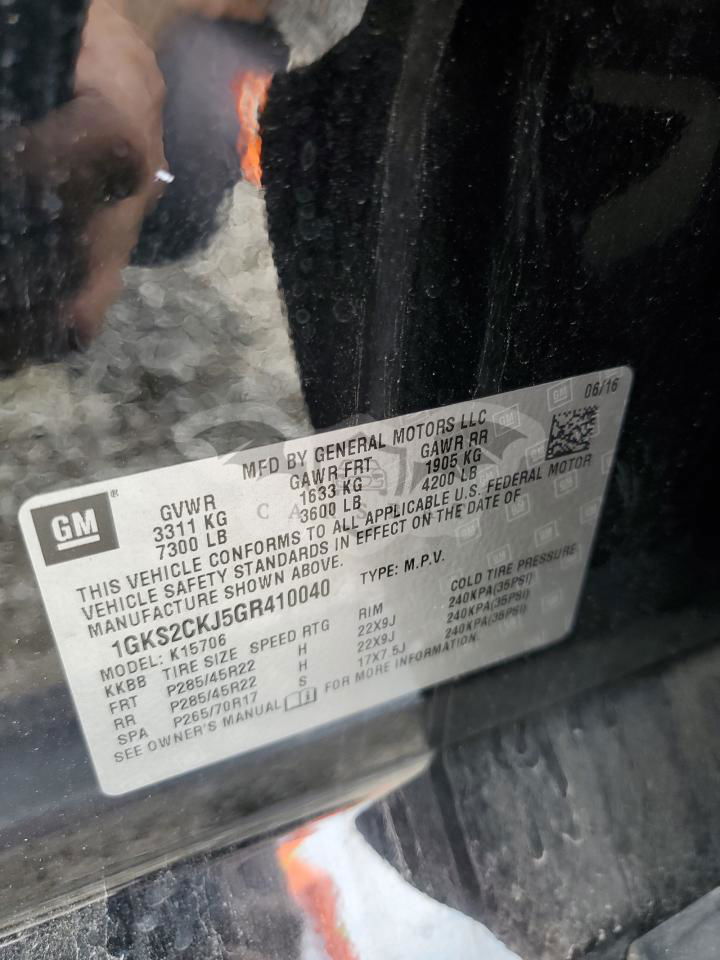 06/16
MFD BY GENERAL MOTORS LLC
GM
GVWR GAWR FRT GAWR RR
3311 KG 1633 KG 1905 KG
7300 LB 3600 LB 4200 LB
THIS VEHICLE CONFORMS TO ALL APPLICABLE U.S. FEDERAL MOTOR
VEHICLE SAFETY STANDARDS IN EFFECT ON THE DATE OF
MANUFACTURE SHOWN ABOVE.
1GKS2CKJ5GR410040 TYPE: M.P.V.
MODEL: K15706
KKBB TIRE SIZE SPEED RTG RIM COLD TIRE PRESSURE
FRT P285/45R22 H 22X9J 240KPA(35PSI)
RR P285/45R22 H 22X9J 240KPA(35PSI)
SPA P265/70R17 S 17X7.5J 240KPA(35PSI)
SEE OWNER'S MANUAL FOR MORE INFORMATION.